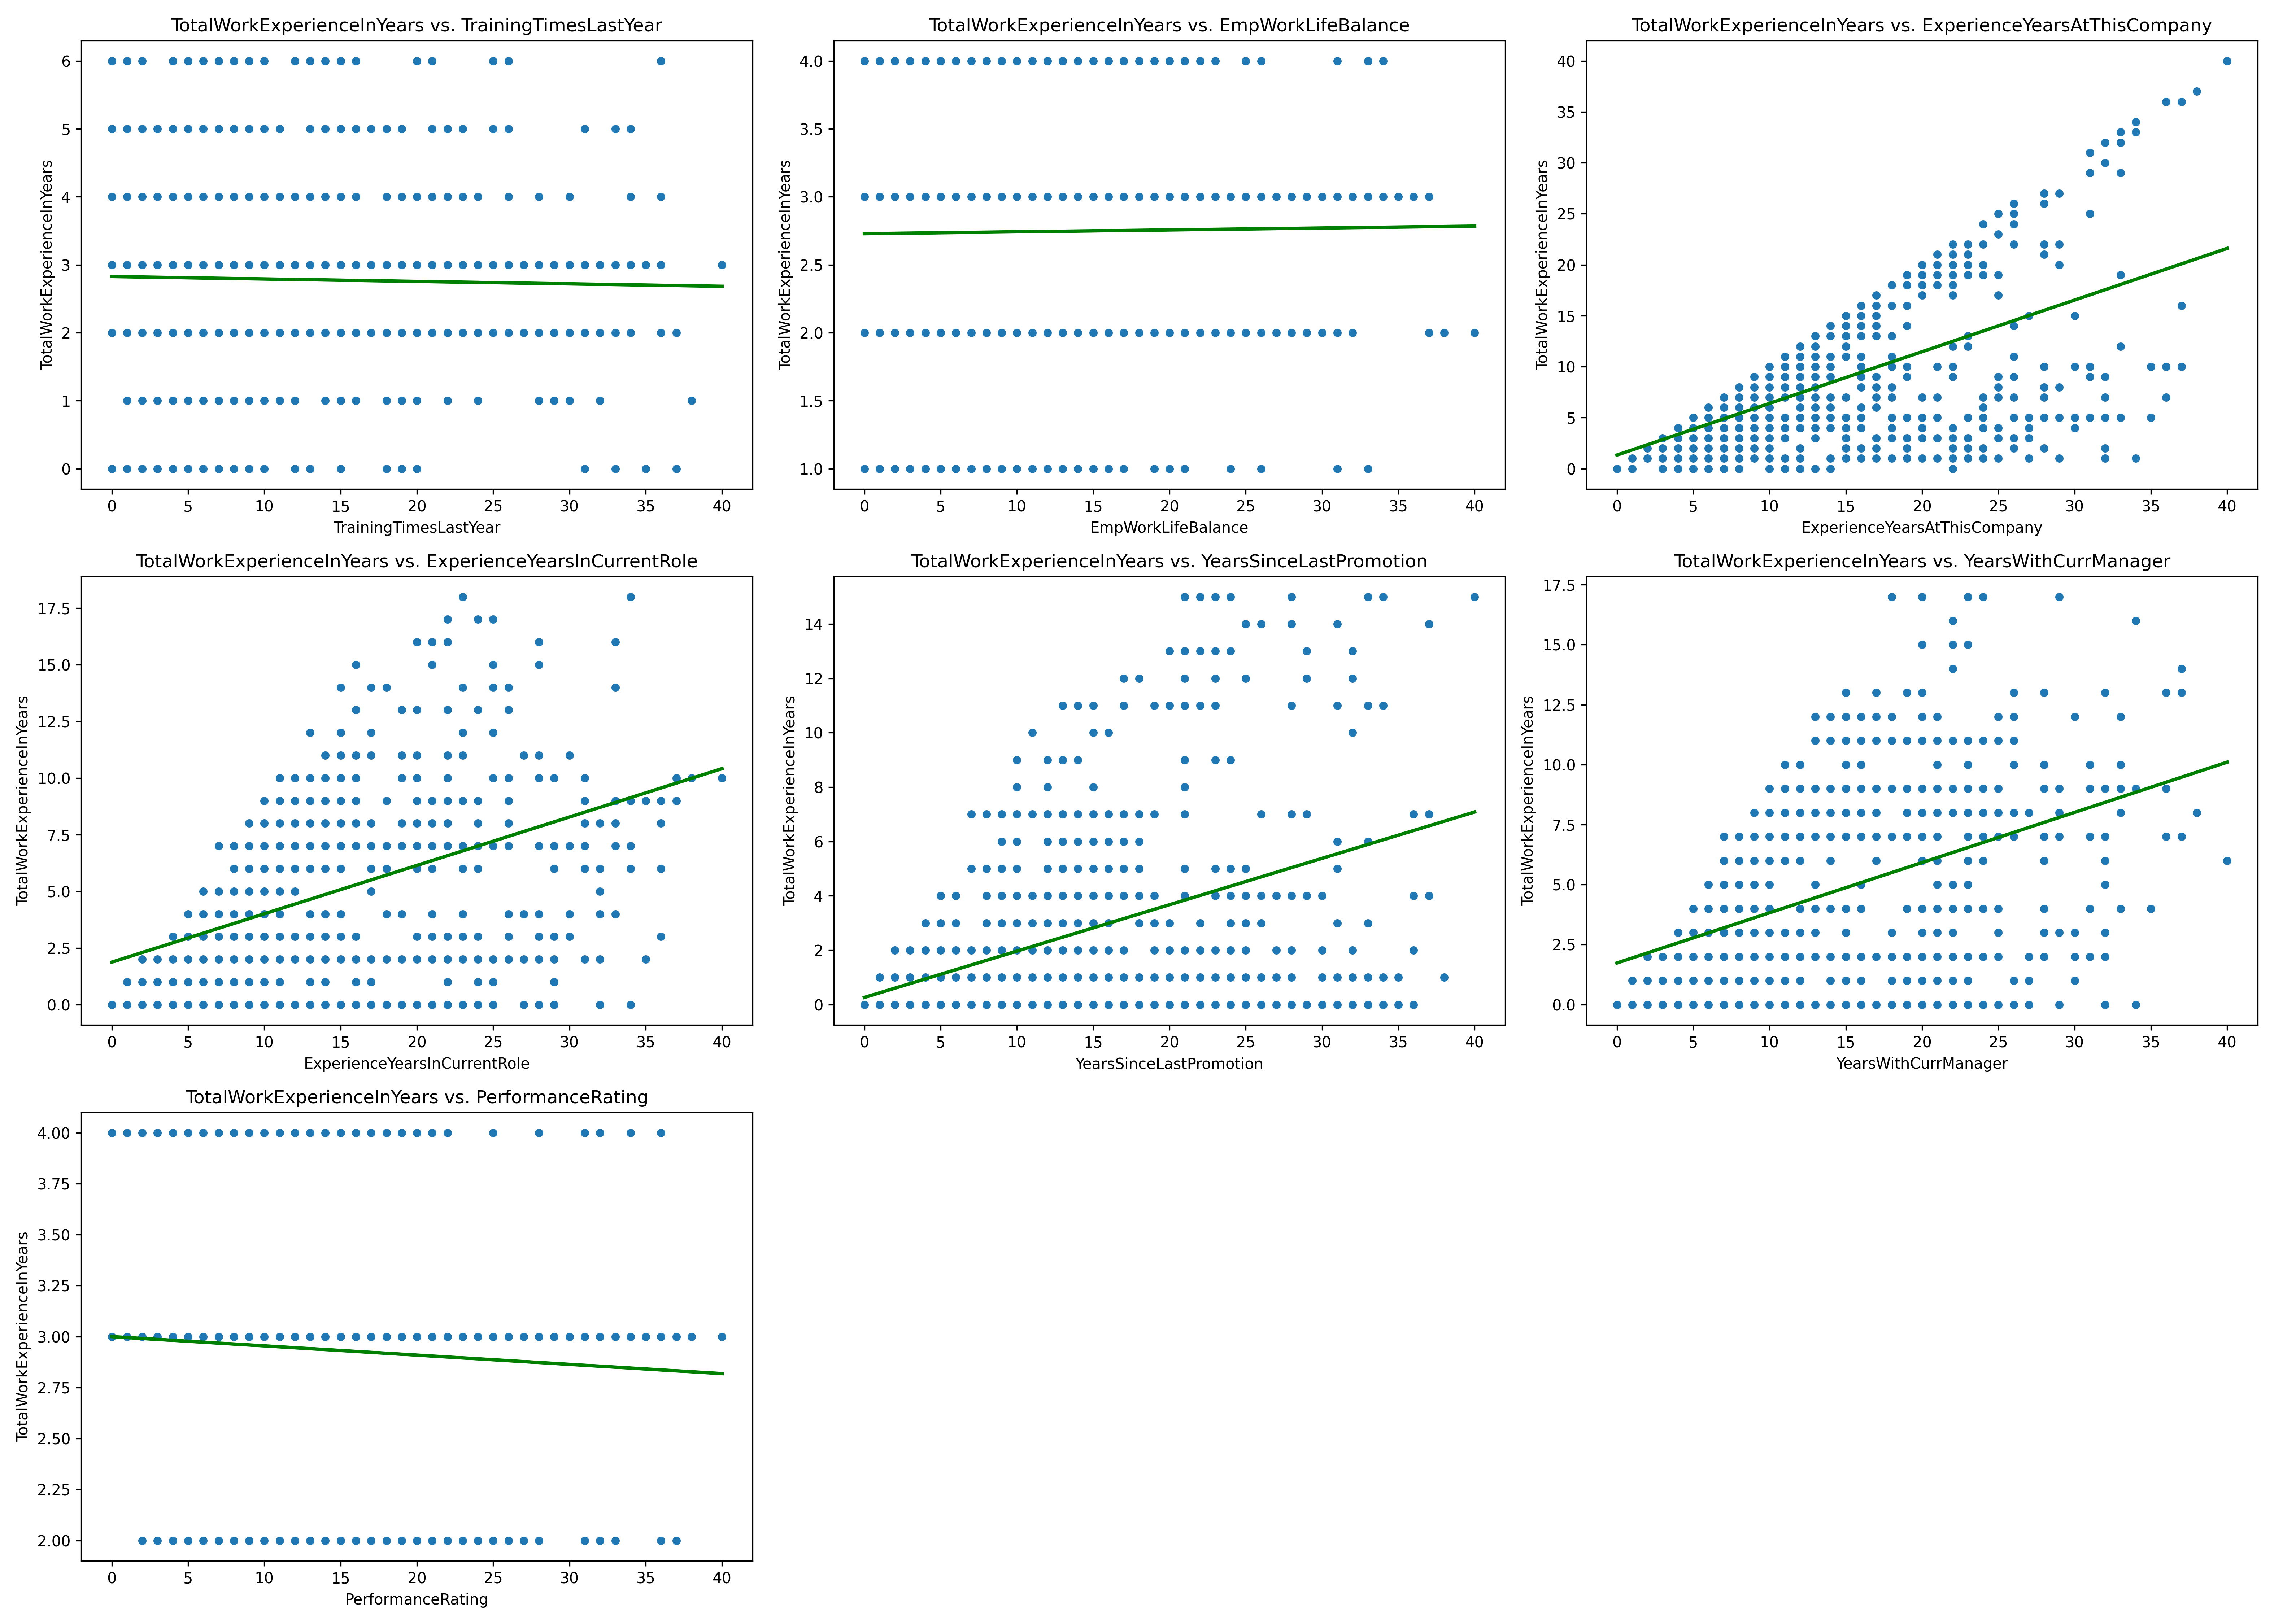 TotalWorkExperienceInYears vs. TrainingTimesLastYear
TotalWorkExperienceInYears
6
5
4
3
2
1
0
0 5 10 15 20 25 30 35 40
TrainingTimesLastYear
TotalWorkExperienceInYears vs. EmpWorkLifeBalance
TotalWorkExperienceInYears
4.0
3.5
3.0
2.5
2.0
1.5
1.0
0 5 10 15 20 25 30 35 40
EmpWorkLifeBalance
TotalWorkExperienceInYears vs. ExperienceYearsAtThisCompany
TotalWorkExperienceInYears
40
35
30
25
20
15
10
5
0
0 5 10 15 20 25 30 35 40
ExperienceYearsAtThisCompany
TotalWorkExperienceInYears vs. ExperienceYearsInCurrentRole
TotalWorkExperienceInYears
17.5
15.0
12.5
10.0
7.5
5.0
2.5
0.0
0 5 10 15 20 25 30 35 40
ExperienceYearsInCurrentRole
TotalWorkExperienceInYears vs. YearsSinceLastPromotion
TotalWorkExperienceInYears
14
12
10
8
6
4
2
0
0 5 10 15 20 25 30 35 40
YearsSinceLastPromotion
TotalWorkExperienceInYears vs. YearsWithCurrManager
TotalWorkExperienceInYears
17.5
15.0
12.5
10.0
7.5
5.0
2.5
0.0
0 5 10 15 20 25 30 35 40
YearsWithCurrManager
TotalWorkExperienceInYears vs. PerformanceRating
TotalWorkExperienceInYears
4.00
3.75
3.50
3.25
3.00
2.75
2.50
2.25
2.00
0 5 10 15 20 25 30 35 40
PerformanceRating